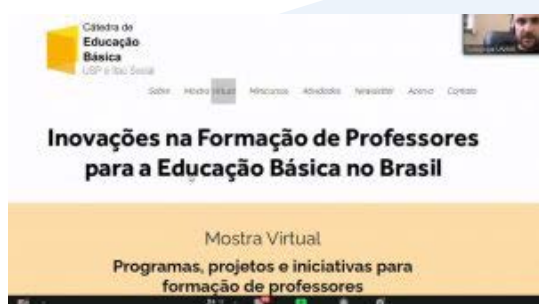 Cátedra de
Educação
Básica
USP e Itaú Social
Sobre Mostra Virtual Minicursos Atividades Newsletter Acervo Contato
Inovações na Formação de Professores
para a Educação Básica no Brasil
Mostra Virtual
Programas, projetos e iniciativas para
formação de professores